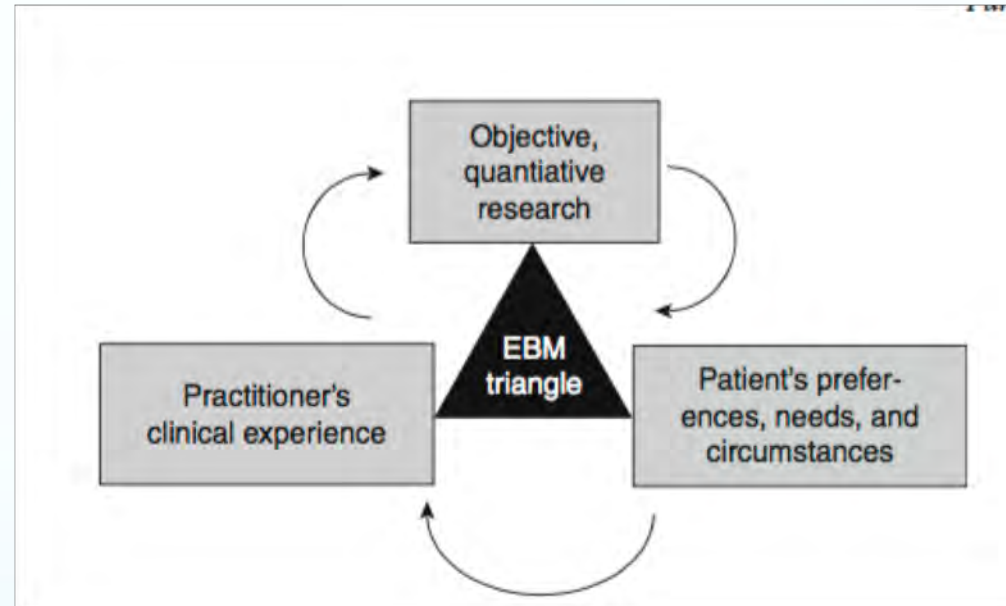 Objective,
quantiative
research
EBM
triangle
Practitioner's
clinical experience
Patient's prefer-
ences, needs, and
circumstances